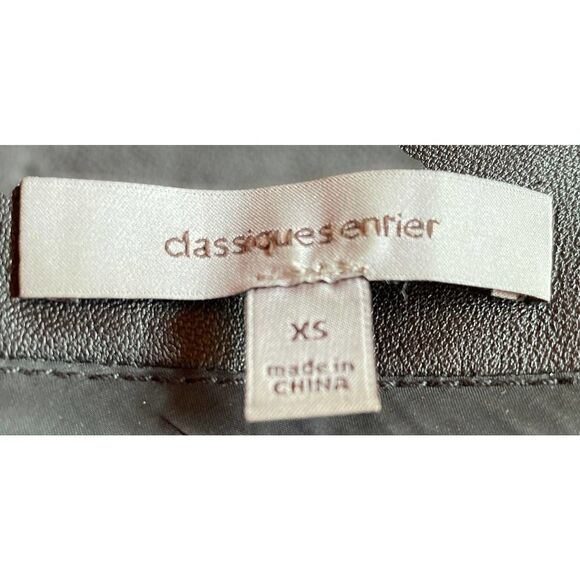 classiques entier
XS
made in
CHINA